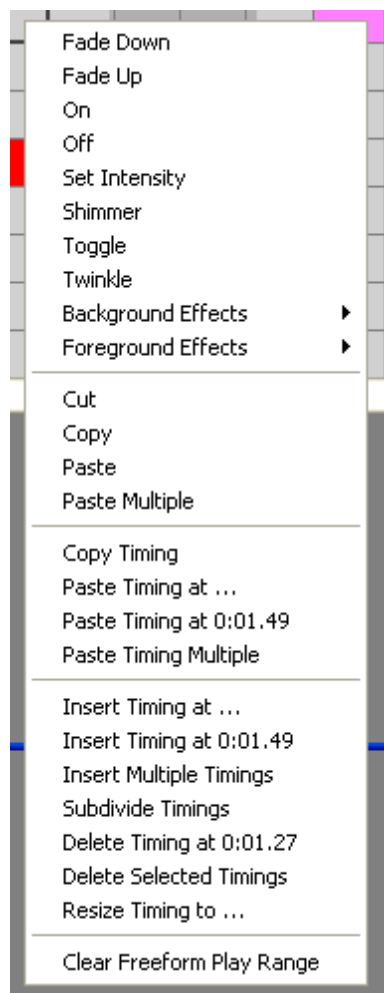 Fade Down
Fade Up
On
Off
Set Intensity
Shimmer
Toggle
Twinkle
Background Effects
Foreground Effects
Cut
Copy
Paste
Paste Multiple
Copy Timing
Paste Timing at ...
Paste Timing at 0:01.49
Paste Timing Multiple
Insert Timing at ...
Insert Timing at 0:01.49
Insert Multiple Timings
Subdivide Timings
Delete Timing at 0:01.27
Delete Selected Timings
Resize Timing to ...
Clear Freeform Play Range